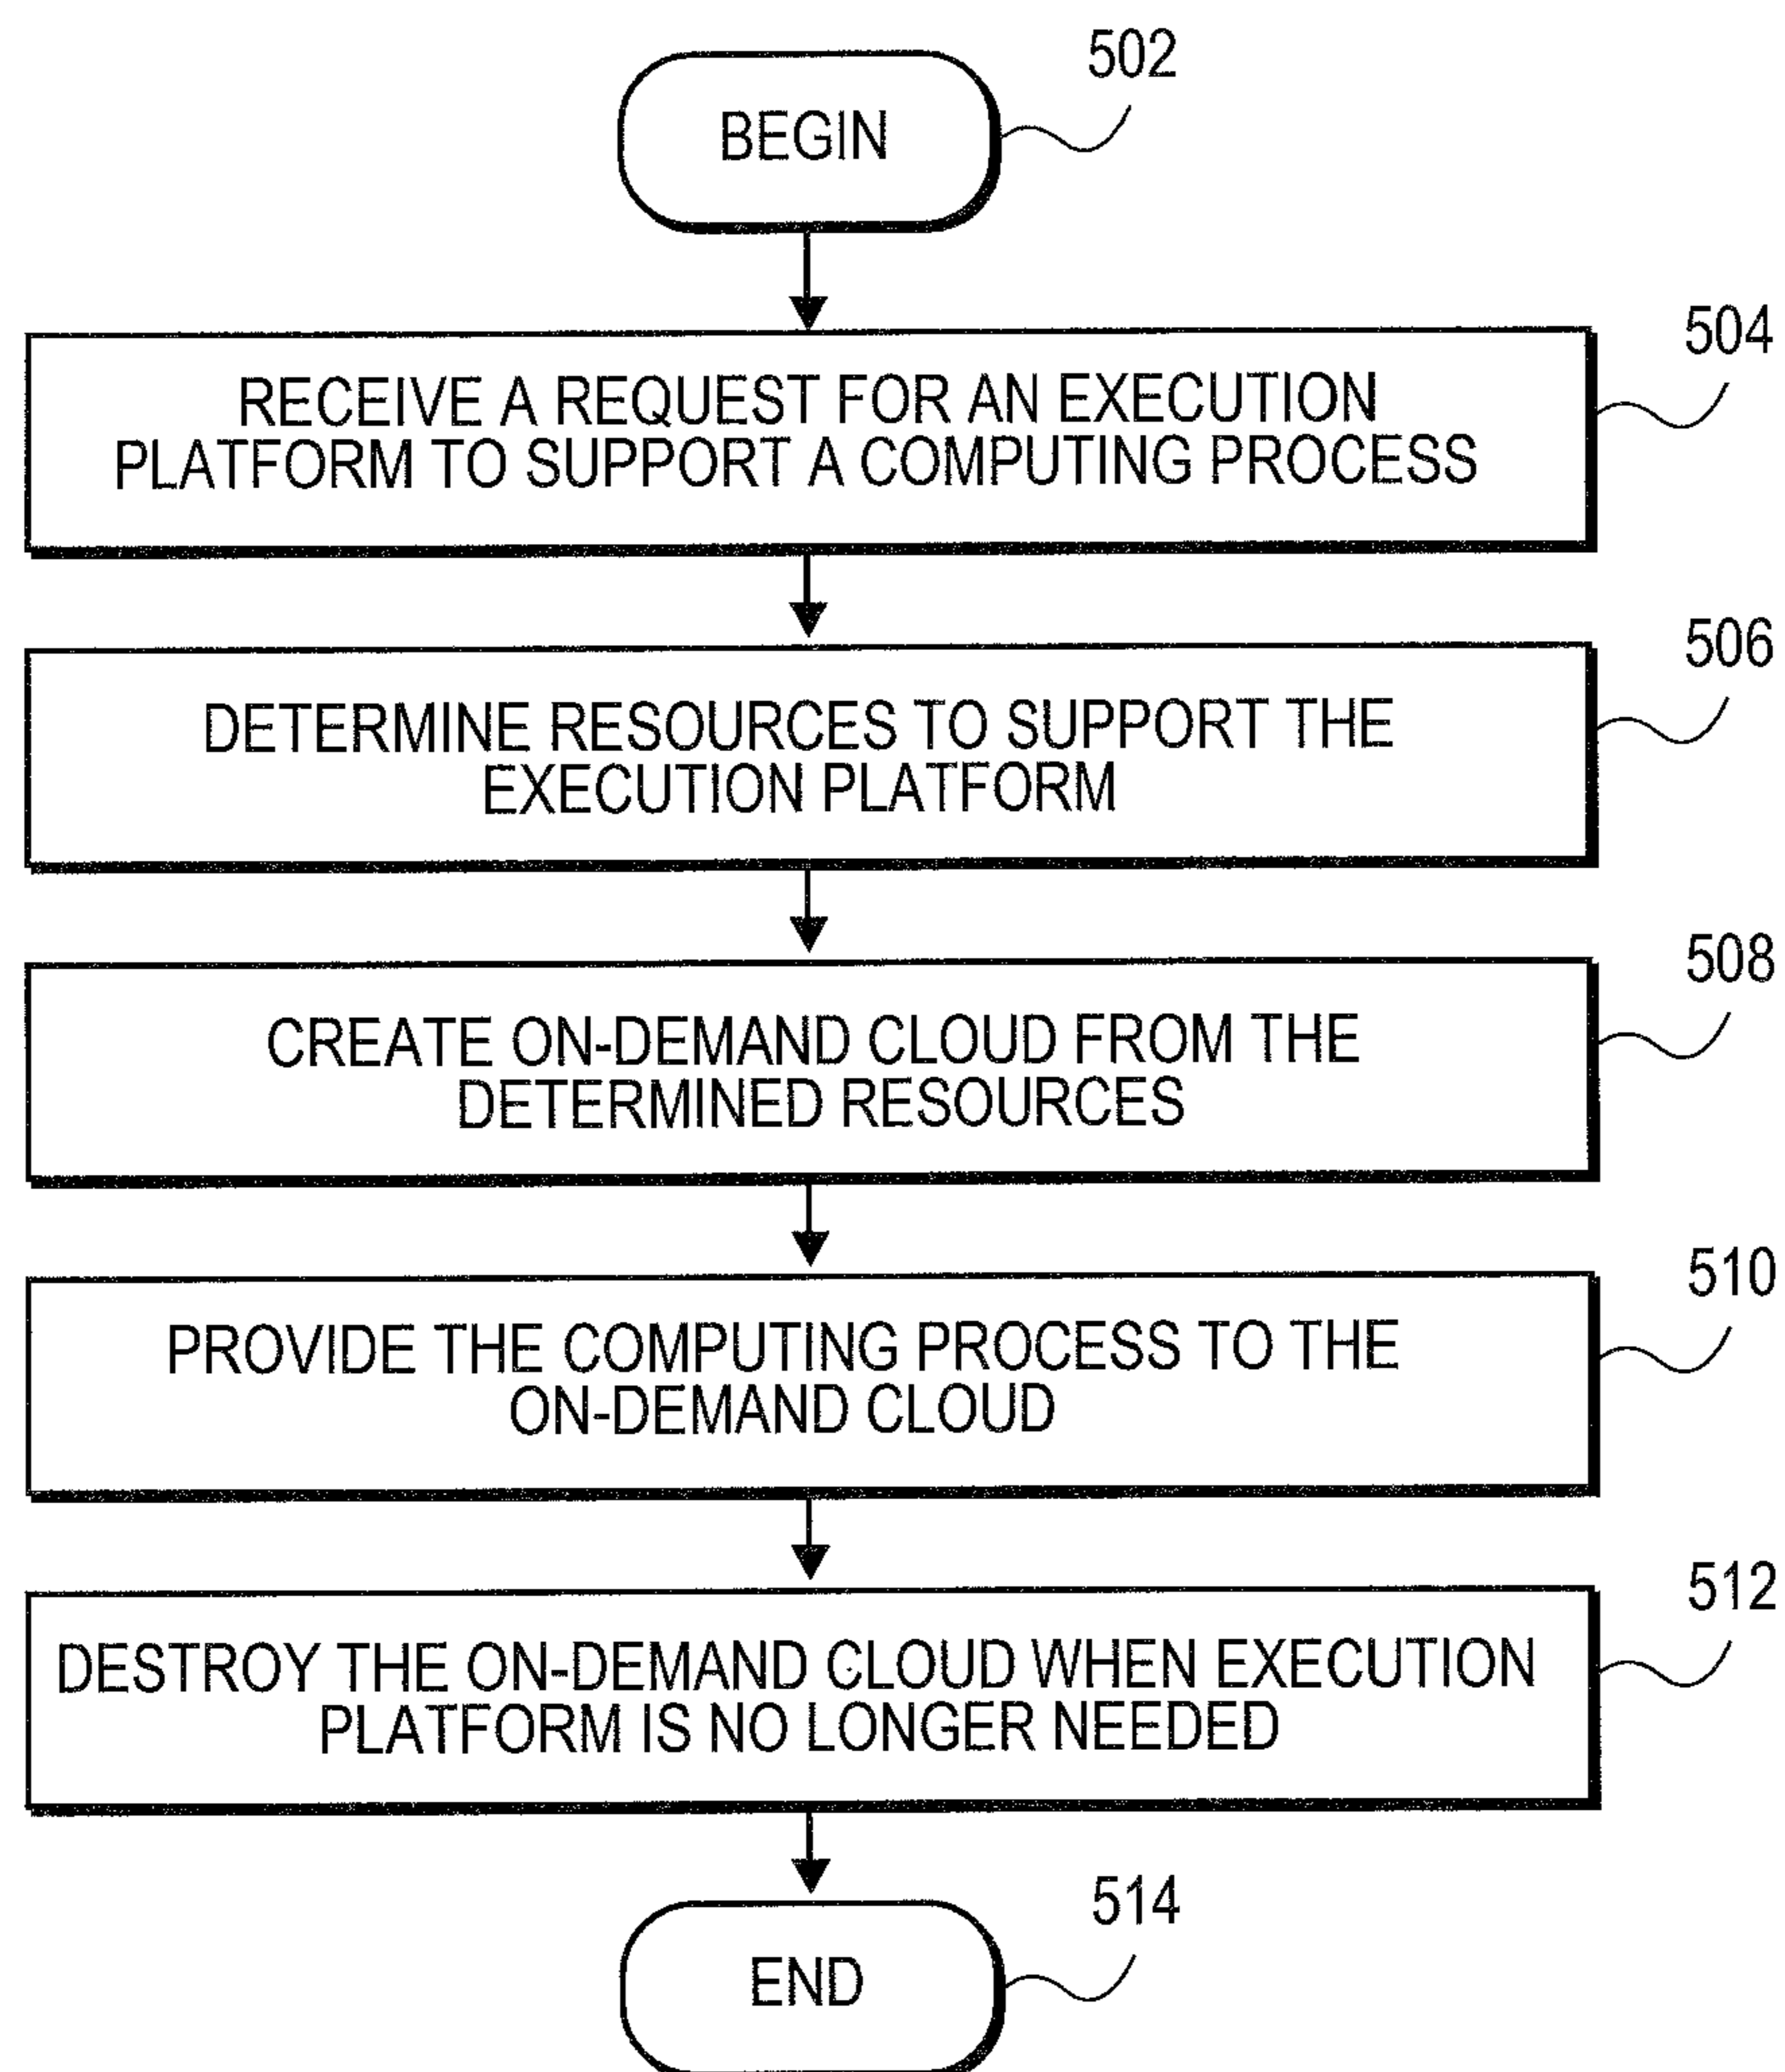 502
BEGIN
504
RECEIVE A REQUEST FOR AN EXECUTION
PLATFORM TO SUPPORT A COMPUTING PROCESS
506
DETERMINE RESOURCES TO SUPPORT THE
EXECUTION PLATFORM
508
CREATE ON-DEMAND CLOUD FROM THE
DETERMINED RESOURCES
510
PROVIDE THE COMPUTING PROCESS TO THE
ON-DEMAND CLOUD
512
DESTROY THE ON-DEMAND CLOUD WHEN EXECUTION
PLATFORM IS NO LONGER NEEDED
514
END